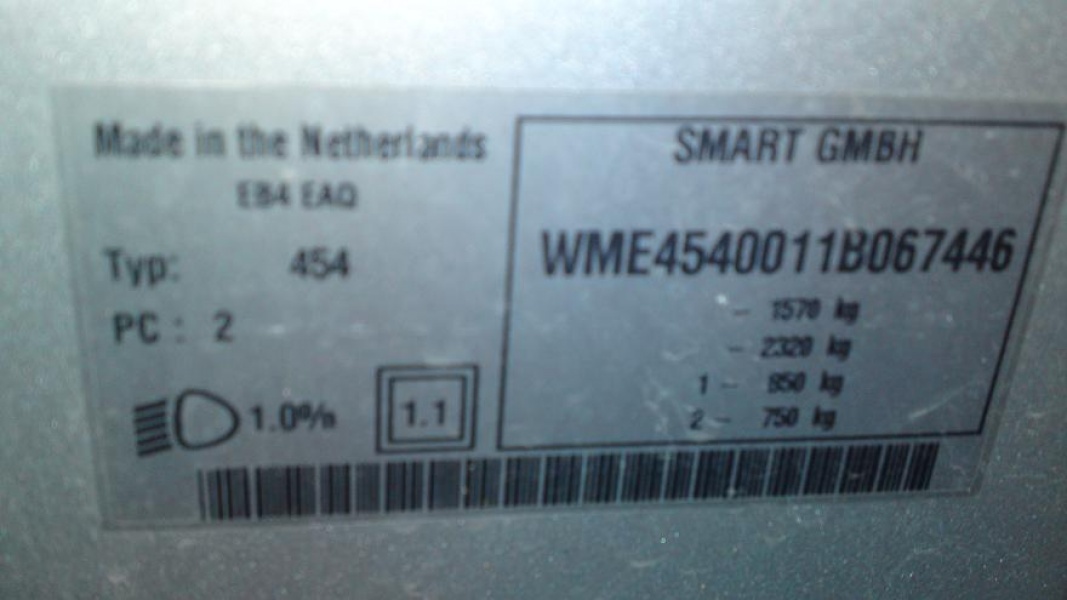 Made in the Netherlands
EB4 EAQ
Typ: 454
PC : 2
1.0%
1.1
SMART GMBH
WME4540011B067446
- 1570 kg
- 2320 kg
1 - 850 kg
2 - 750 kg